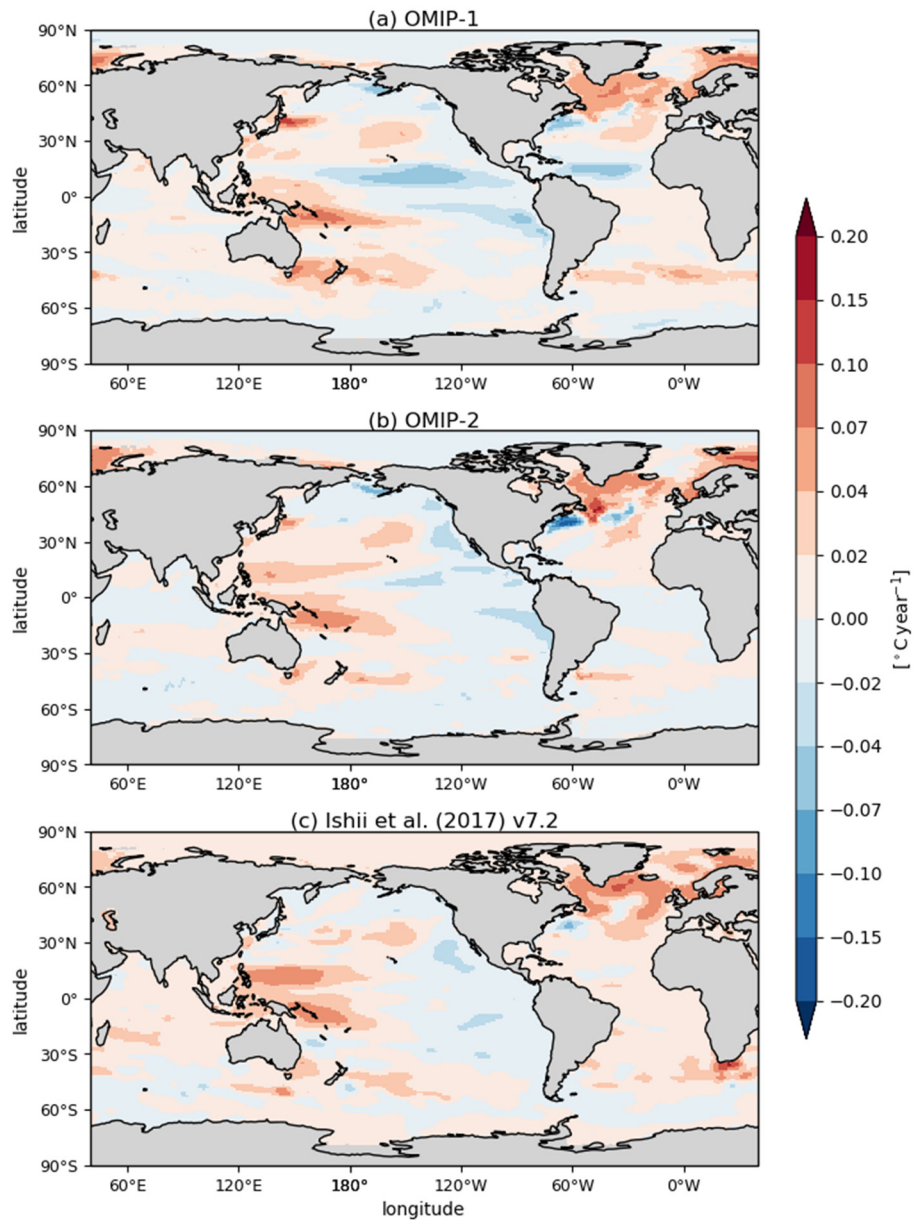 (a) OMIP-1
90°N
60°N
30°N
0°
30°S
60°S
90°S
latitude
60°E 120°E 180° 120°W 60°W 0°W
(b) OMIP-2
90°N
60°N
30°N
0°
30°S
60°S
90°S
latitude
60°E 120°E 180° 120°W 60°W 0°W
(c) Ishii et al. (2017) v7.2
90°N
60°N
30°N
0°
30°S
60°S
90°S
latitude
60°E 120°E 180° 120°W 60°W 0°W
longitude
0.20
0.15
0.10
0.07
0.04
0.02
0.00
−0.02
−0.04
−0.07
−0.10
−0.15
−0.20
[°C year⁻¹]